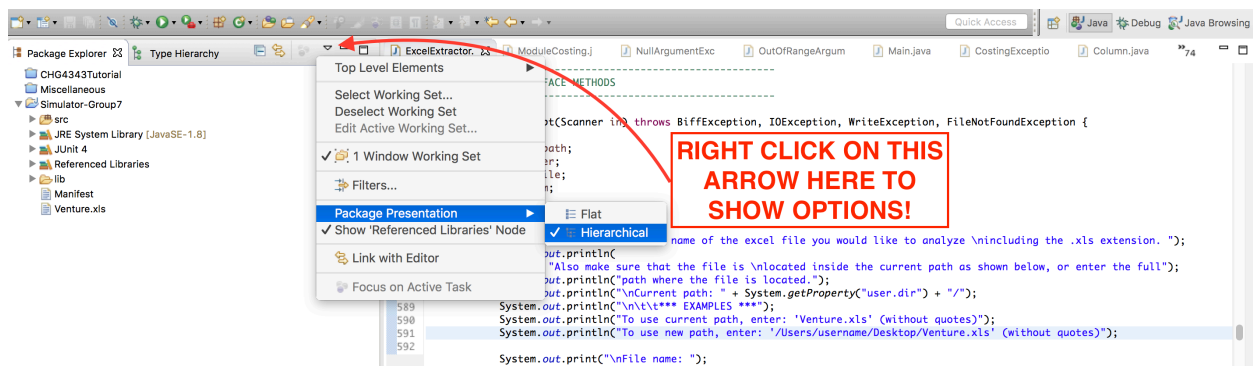 Quick Access
Java
Debug
Java Browsing
Package Explorer
Type Hierarchy
ExcelExtractor.
ModuleCosting.j
NullArgumentExc
OutOfRangeArgum
Main.java
CostingExceptio
Column.java
74
CHG4343Tutorial
Miscellaneous
Simulator-Group7
src
JRE System Library [JavaSE-1.8]
JUnit 4
Referenced Libraries
lib
Manifest
Venture.xls
Top Level Elements
Select Working Set...
Deselect Working Set
Edit Active Working Set...
1 Window Working Set
Filters...
Package Presentation
Show 'Referenced Libraries' Node
Link with Editor
Focus on Active Task
Flat
Hierarchical
RIGHT CLICK ON THIS
ARROW HERE TO
SHOW OPTIONS!
-----------------------------------
FACE METHODS
-----------------------------------
pt(Scanner in) throws BiffException, IOException, WriteException, FileNotFoundException {
path;
er;
ile;
m;
name of the excel file you would like to analyze \nincluding the .xls extension. ");
out.println(
"Also make sure that the file is \nlocated inside the current path as shown below, or enter the full");
out.println("path where the file is located.");
out.println("\nCurrent path: " + System.getProperty("user.dir") + "/");
589 System.out.println("\n\t\t*** EXAMPLES ***");
590 System.out.println("To use current path, enter: 'Venture.xls' (without quotes)");
591 System.out.println("To use new path, enter: '/Users/username/Desktop/Venture.xls' (without quotes)");
592
System.out.print("\nFile name: ");